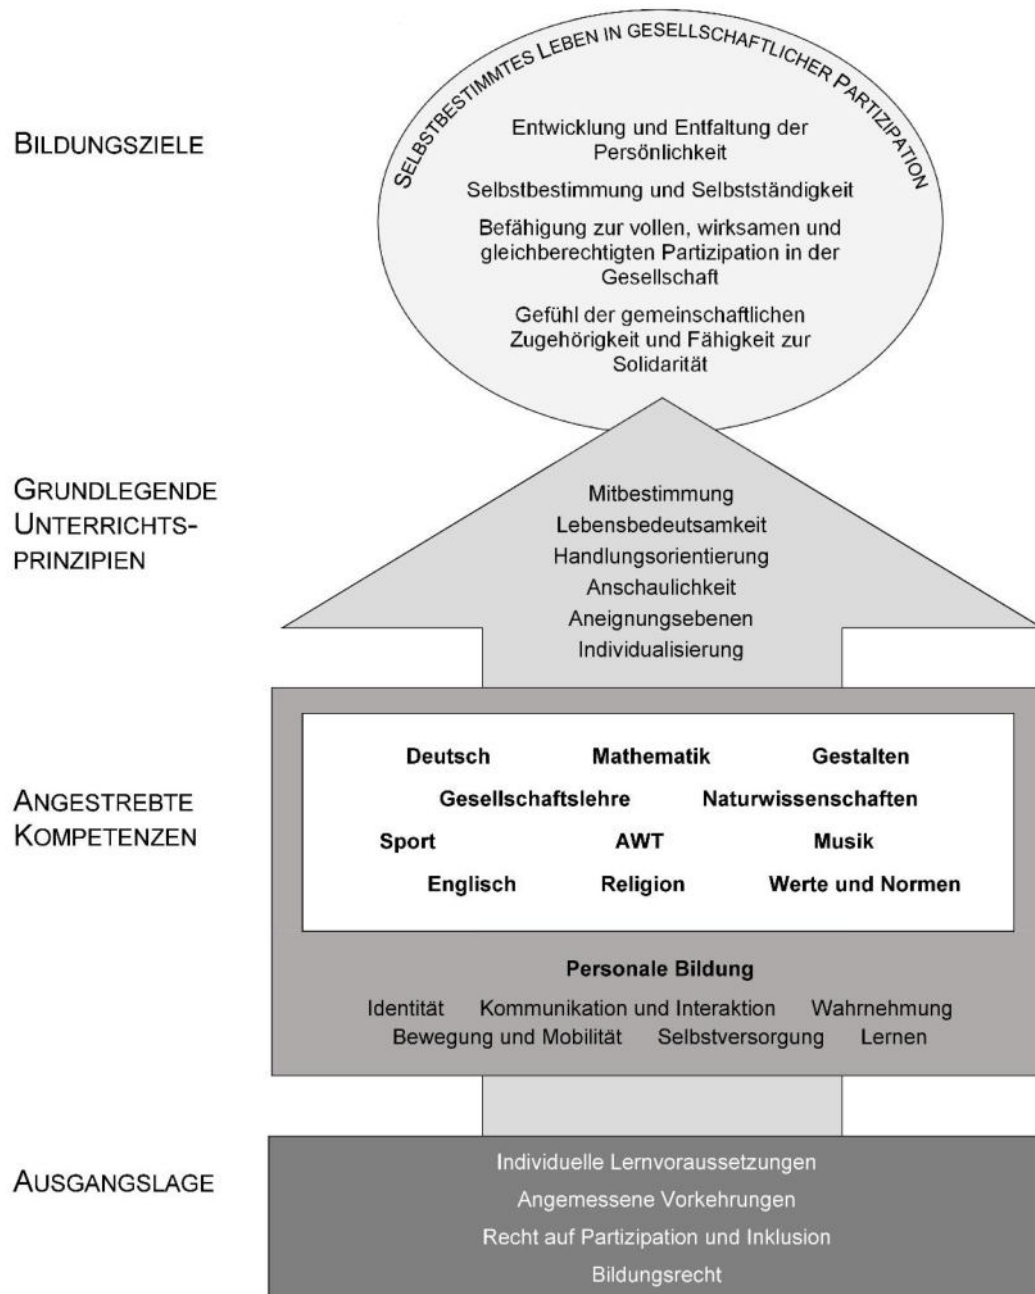 SELBSTBESTIMMTES LEBEN IN GESELLSCHAFTLICHER PARTIZIPATION
BILDUNGSZIELE
Entwicklung und Entfaltung der
Persönlichkeit
Selbstbestimmung und Selbstständigkeit
Befähigung zur vollen, wirksamen und
gleichberechtigten Partizipation in der
Gesellschaft
Gefühl der gemeinschaftlichen
Zugehörigkeit und Fähigkeit zur
Solidarität
GRUNDLEGENDE
UNTERRICHTS-
PRINZIPIEN
Mitbestimmung
Lebensbedeutsamkeit
Handlungsorientierung
Anschaulichkeit
Aneignungsebenen
Individualisierung
ANGESTREBTE
KOMPETENZEN
Deutsch Mathematik Gestalten
Gesellschaftslehre Naturwissenschaften
Sport AWT Musik
Englisch Religion Werte und Normen
Personale Bildung
Identität Kommunikation und Interaktion Wahrnehmung
Bewegung und Mobilität Selbstversorgung Lernen
AUSGANGSLAGE
Individuelle Lernvoraussetzungen
Angemessene Vorkehrungen
Recht auf Partizipation und Inklusion
Bildungsrecht